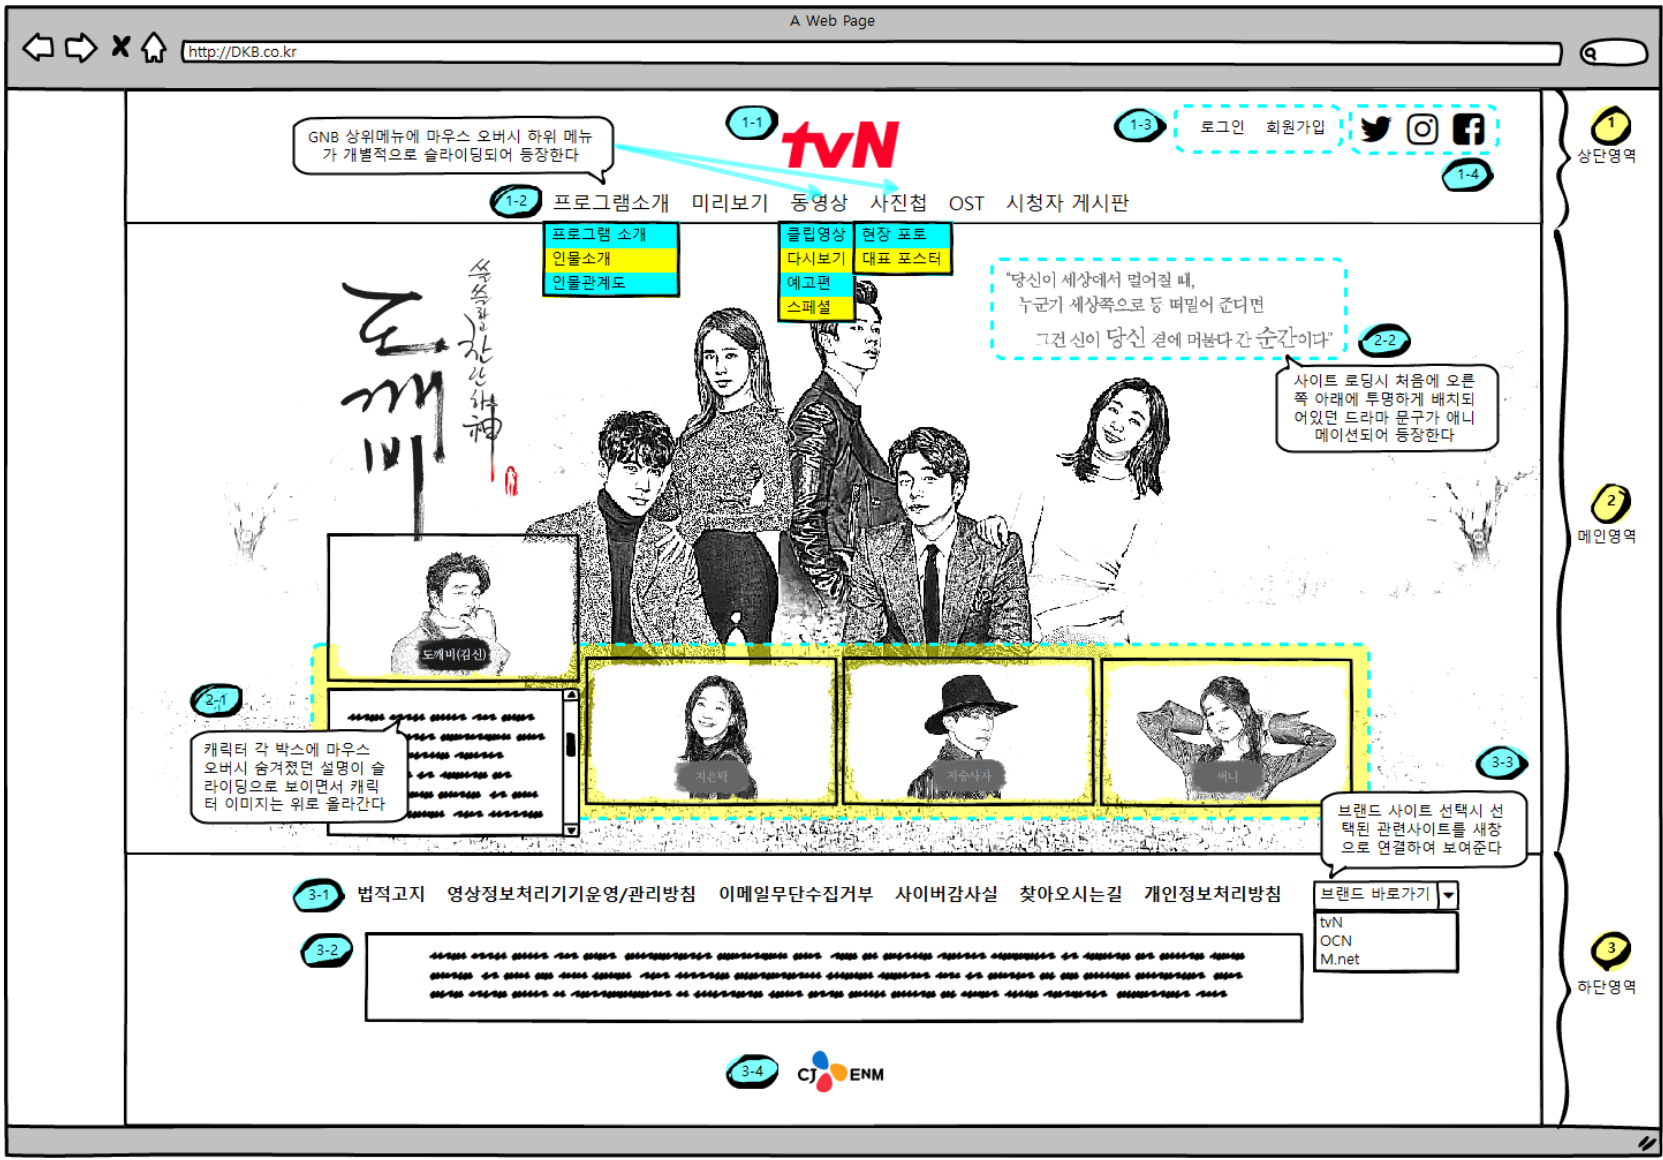 A Web Page
http://DKB.co.kr
GNB 상위메뉴에 마우스 오버시 하위 메뉴
가 개별적으로 슬라이딩되어 등장한다
1-1
tvN
1-3
로그인 회원가입
1
상단영역
1-4
1-2
프로그램소개 미리보기 동영상 사진첩 OST 시청자 게시판
프로그램 소개
인물소개
인물관계도
클립영상
다시보기
예고편
스페셜
현장 포토
대표 포스터
쓸쓸하고 찬란하神
도깨비
"당신이 세상에서 멀어질 때,
누군가 세상쪽으로 등 떠밀어 준다면
그건 신이 당신 곁에 머물다 간 순간이다"
2-2
사이트 로딩시 처음에 오른
쪽 아래에 투명하게 배치되
어있던 드라마 문구가 애니
메이션되어 등장한다
2
메인영역
도깨비(김신)
2-1
캐릭터 각 박스에 마우스
오버시 숨겨졌던 설명이 슬
라이딩으로 보이면서 캐릭
터 이미지는 위로 올라간다
지은탁
저승사자
써니
3-3
브랜드 사이트 선택시 선
택된 관련사이트를 새창
으로 연결하여 보여준다
3-1
법적고지 영상정보처리기기운영/관리방침 이메일무단수집거부 사이버감사실 찾아오시는길 개인정보처리방침
브랜드 바로가기
tvN
OCN
M.net
3-2
3
하단영역
3-4
CJ ENM